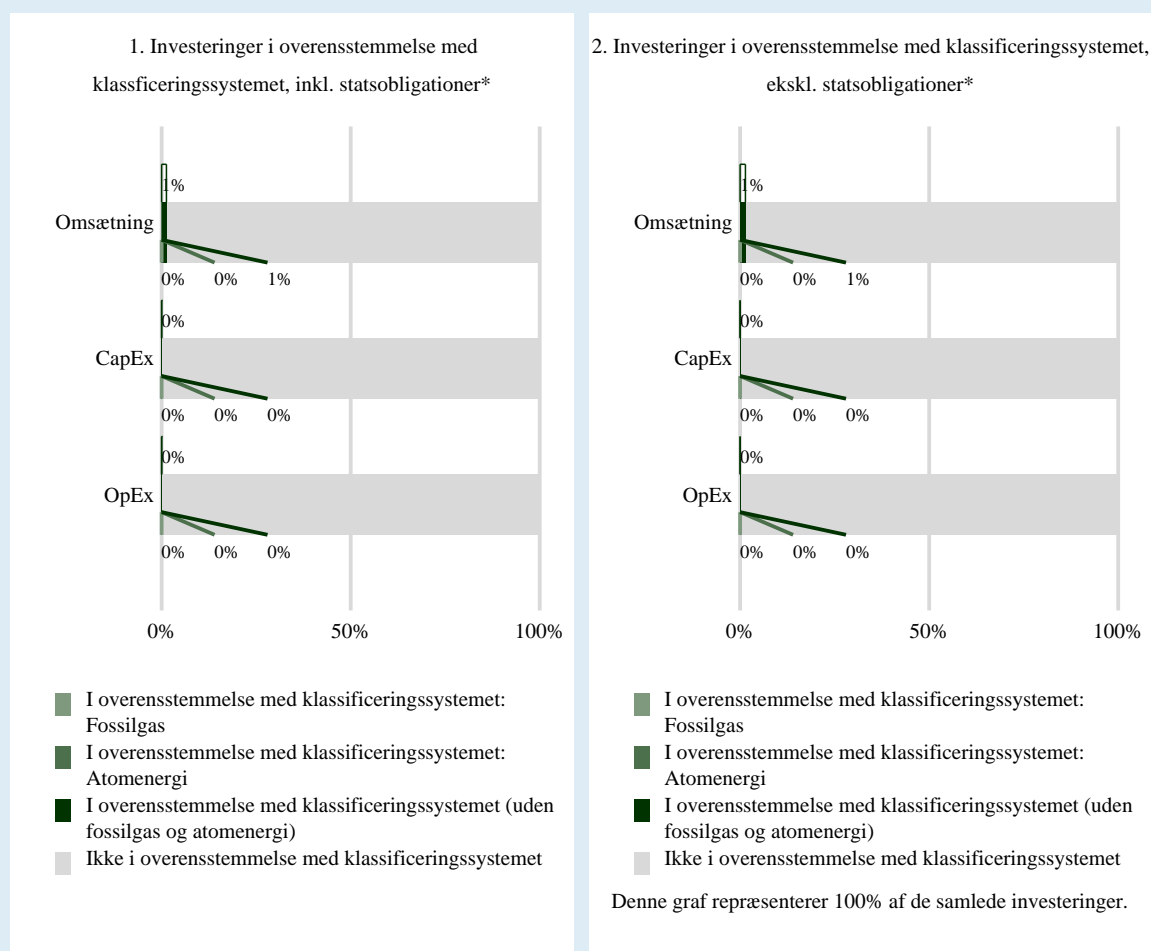 1. Investeringer i overensstemmelse med
klassficeringssystemet, inkl. statsobligationer*
1%
Omsætning
0% 0% 1%
0%
CapEx
0% 0% 0%
0%
OpEx
0% 0% 0%
0% 50% 100%
I overensstemmelse med klassificeringssystemet:
Fossilgas
I overensstemmelse med klassificeringssystemet:
Atomenergi
I overensstemmelse med klassificeringssystemet (uden
fossilgas og atomenergi)
Ikke i overensstemmelse med klassificeringssystemet
2. Investeringer i overensstemmelse med klassificeringssystemet,
ekskl. statsobligationer*
1%
Omsætning
0% 0% 1%
0%
CapEx
0% 0% 0%
0%
OpEx
0% 0% 0%
0% 50% 100%
I overensstemmelse med klassificeringssystemet:
Fossilgas
I overensstemmelse med klassificeringssystemet:
Atomenergi
I overensstemmelse med klassificeringssystemet (uden
fossilgas og atomenergi)
Ikke i overensstemmelse med klassificeringssystemet
Denne graf repræsenterer 100% af de samlede investeringer.